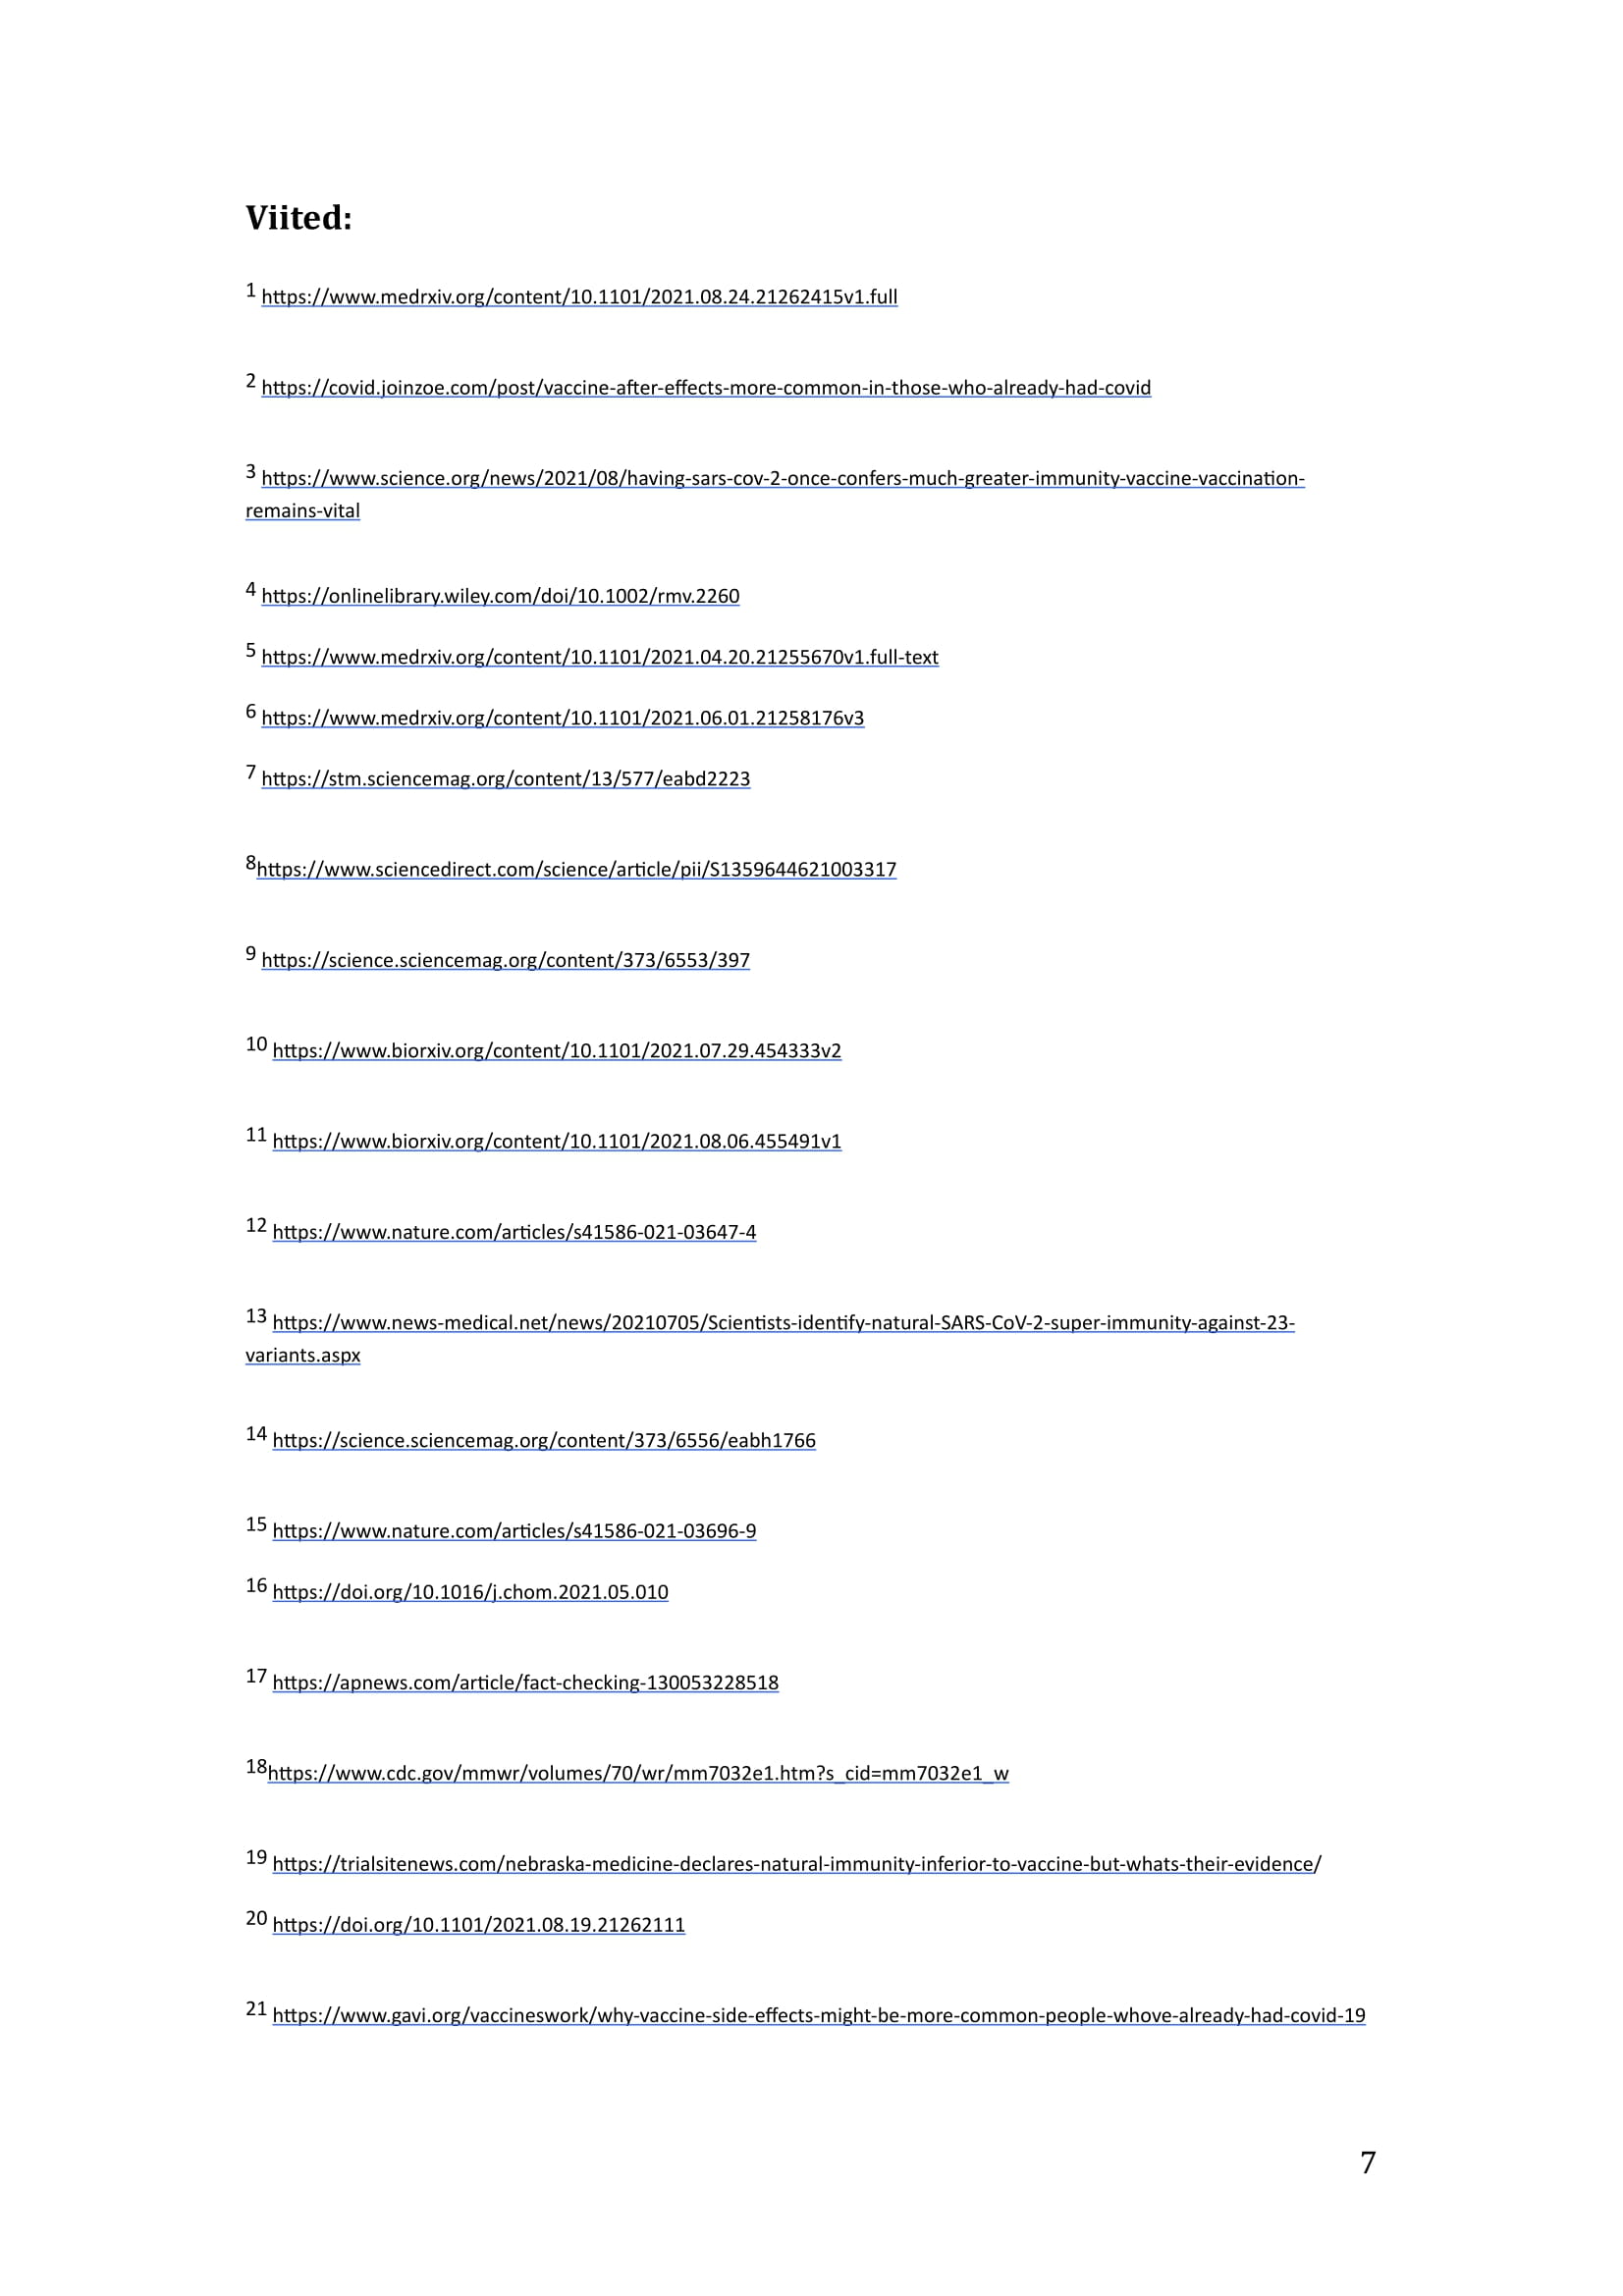 Viited:
1 https://www.medrxiv.org/content/10.1101/2021.08.24.21262415v1.full
2 https://covid.joinzoe.com/post/vaccine-after-effects-more-common-in-those-who-already-had-covid
3 https://www.science.org/news/2021/08/having-sars-cov-2-once-confers-much-greater-immunity-vaccine-vaccination-
remains-vital
4 https://onlinelibrary.wiley.com/doi/10.1002/rmv.2260
5 https://www.medrxiv.org/content/10.1101/2021.04.20.21255670v1.full-text
6 https://www.medrxiv.org/content/10.1101/2021.06.01.21258176v3
7 https://stm.sciencemag.org/content/13/577/eabd2223
8https://www.sciencedirect.com/science/article/pii/S1359644621003317
9 https://science.sciencemag.org/content/373/6553/397
10 https://www.biorxiv.org/content/10.1101/2021.07.29.454333v2
11 https://www.biorxiv.org/content/10.1101/2021.08.06.455491v1
12 https://www.nature.com/articles/s41586-021-03647-4
13 https://www.news-medical.net/news/20210705/Scientists-identify-natural-SARS-CoV-2-super-immunity-against-23-
variants.aspx
14 https://science.sciencemag.org/content/373/6556/eabh1766
15 https://www.nature.com/articles/s41586-021-03696-9
16 https://doi.org/10.1016/j.chom.2021.05.010
17 https://apnews.com/article/fact-checking-130053228518
18https://www.cdc.gov/mmwr/volumes/70/wr/mm7032e1.htm?s_cid=mm7032e1_w
19 https://trialsitenews.com/nebraska-medicine-declares-natural-immunity-inferior-to-vaccine-but-whats-their-evidence/
20 https://doi.org/10.1101/2021.08.19.21262111
21 https://www.gavi.org/vaccineswork/why-vaccine-side-effects-might-be-more-common-people-whove-already-had-covid-19
7